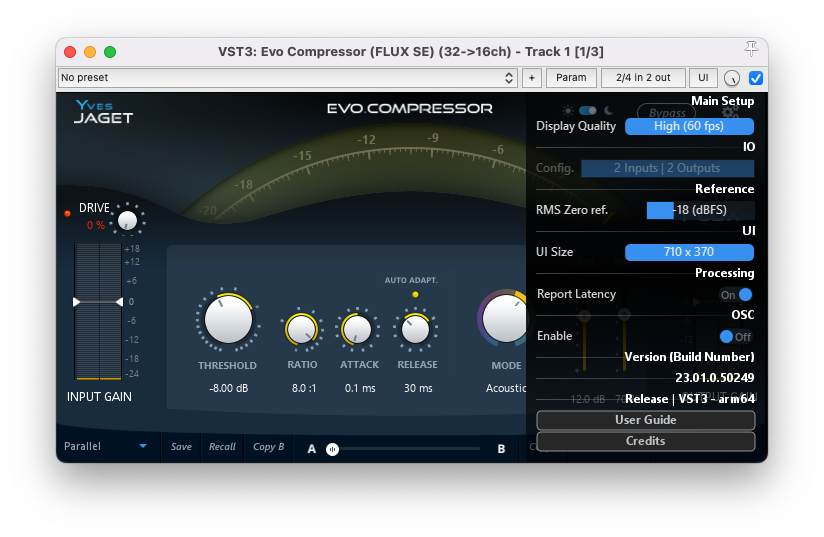 VST3: Evo Compressor (FLUX SE) (32->16ch) - Track 1 [1/3]
No preset
+
Param
2/4 in 2 out
UI
Yves
JAGET
EVO.COMPRESSOR
Bypass
Main Setup
Display Quality
High (60 fps)
IO
Config.
2 Inputs | 2 Outputs
Reference
RMS Zero ref.
-18 (dBFS)
UI
UI Size
710 x 370
Processing
Report Latency
On
OSC
Enable
Off
Version (Build Number)
23.01.0.50249
Release | VST3 - arm64
User Guide
Credits
-20
-18
-15
-12
-9
-6
DRIVE
0 %
+18
+12
+6
0
-6
-12
-18
-24
INPUT GAIN
AUTO ADAPT.
THRESHOLD
RATIO
ATTACK
RELEASE
MODE
-8.00 dB
8.0 :1
0.1 ms
30 ms
Acoustic
12.0 dB
Parallel
Save
Recall
Copy B
A
B